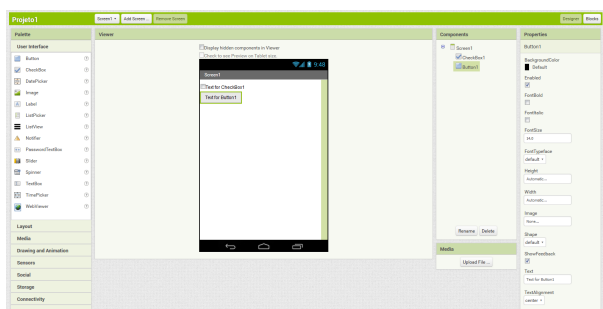 Projeto1
Screen1 Add Screen ... Remove Screen
Designer Blocks
Palette
User Interface
Button
CheckBox
DatePicker
Image
Label
ListPicker
ListView
Notifier
PasswordTextBox
Slider
Spinner
TextBox
TimePicker
WebViewer
Layout
Media
Drawing and Animation
Sensors
Social
Storage
Connectivity
Viewer
Display hidden components in Viewer
Check to see Preview on Tablet size.
9:48
Screen1
Text for CheckBox1
Text for Button1
Components
Screen1
CheckBox1
Button1
Rename Delete
Media
Upload File ...
Properties
Button1
BackgroundColor
Default
Enabled
FontBold
FontItalic
FontSize
14.0
FontTypeface
default
Height
Automatic...
Width
Automatic...
Image
None...
Shape
default
ShowFeedback
Text
Text for Button1
TextAlignment
center